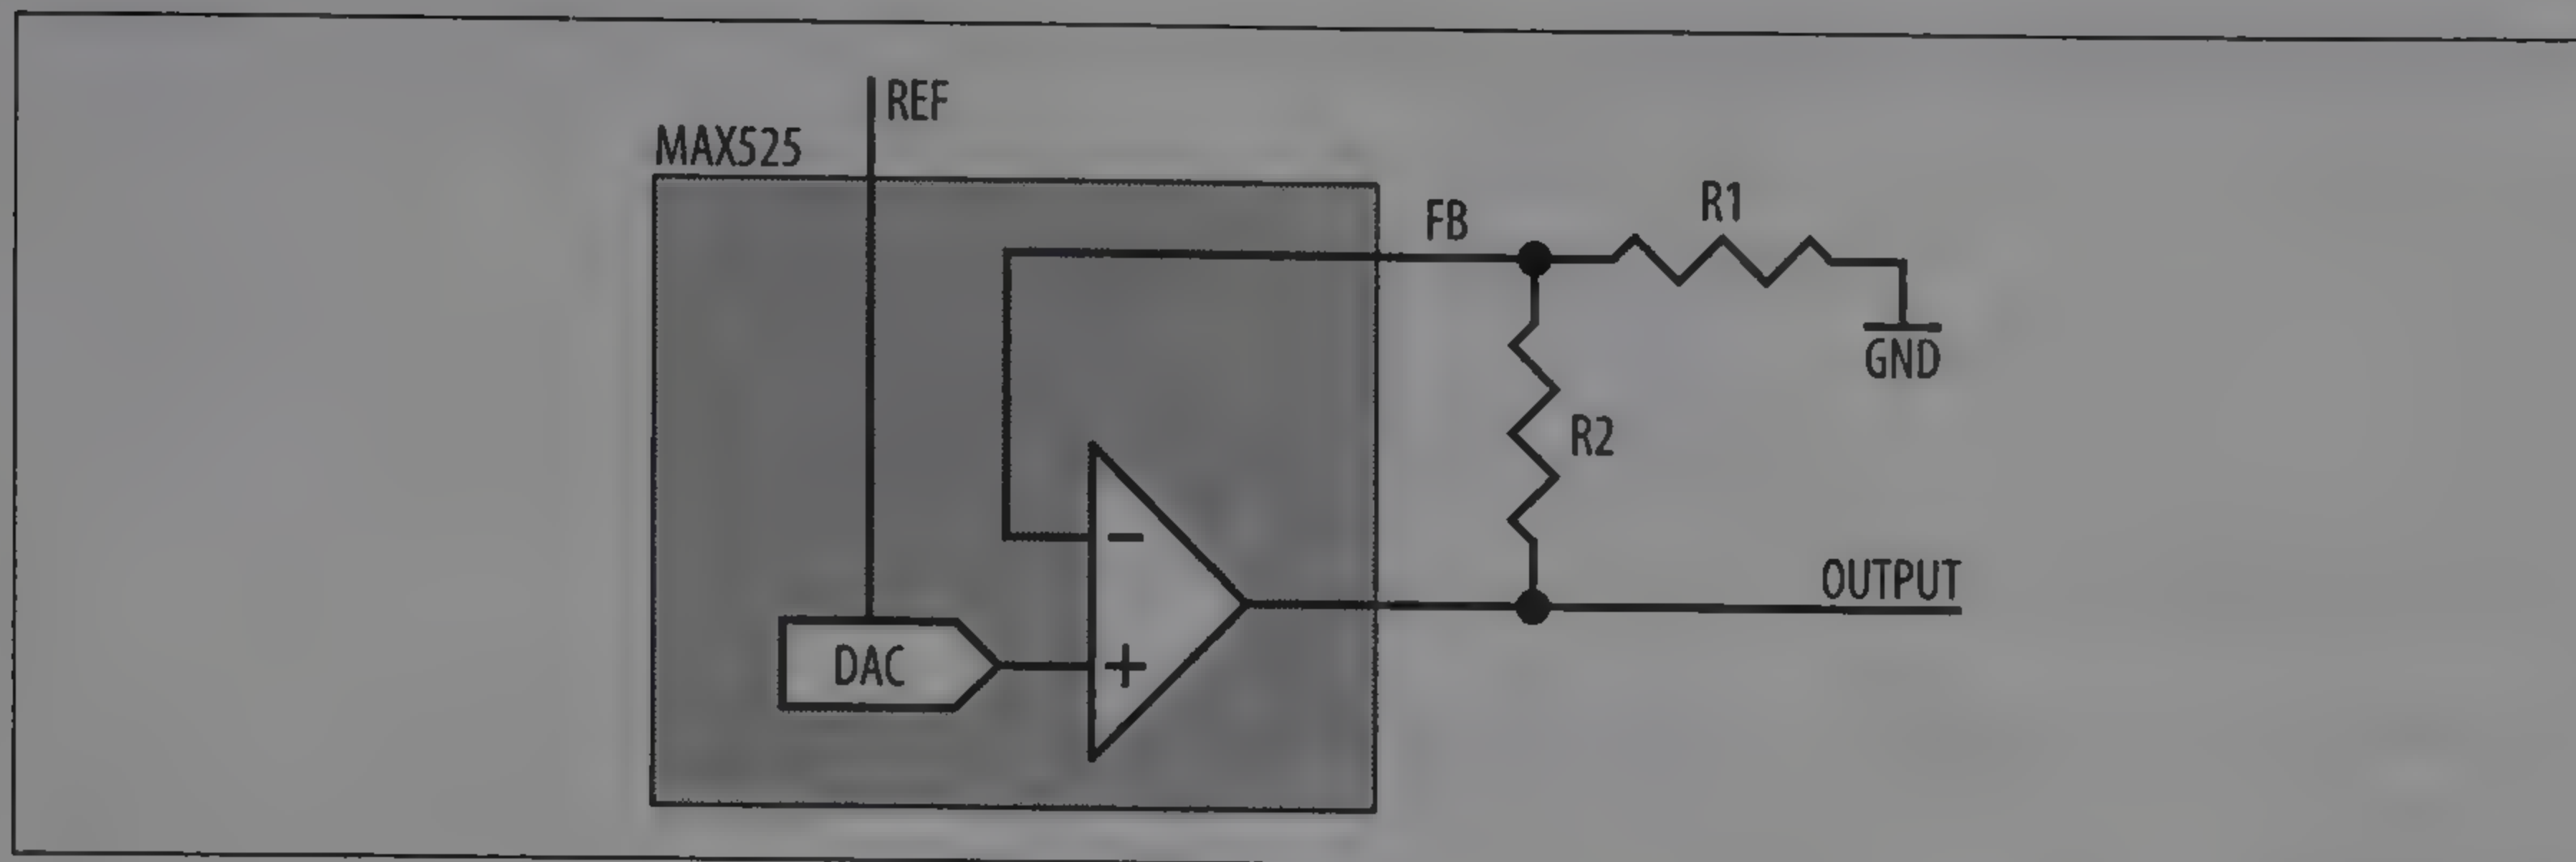 REF
MAX525
FB
R1
GND
R2
OUTPUT
DAC
-
+